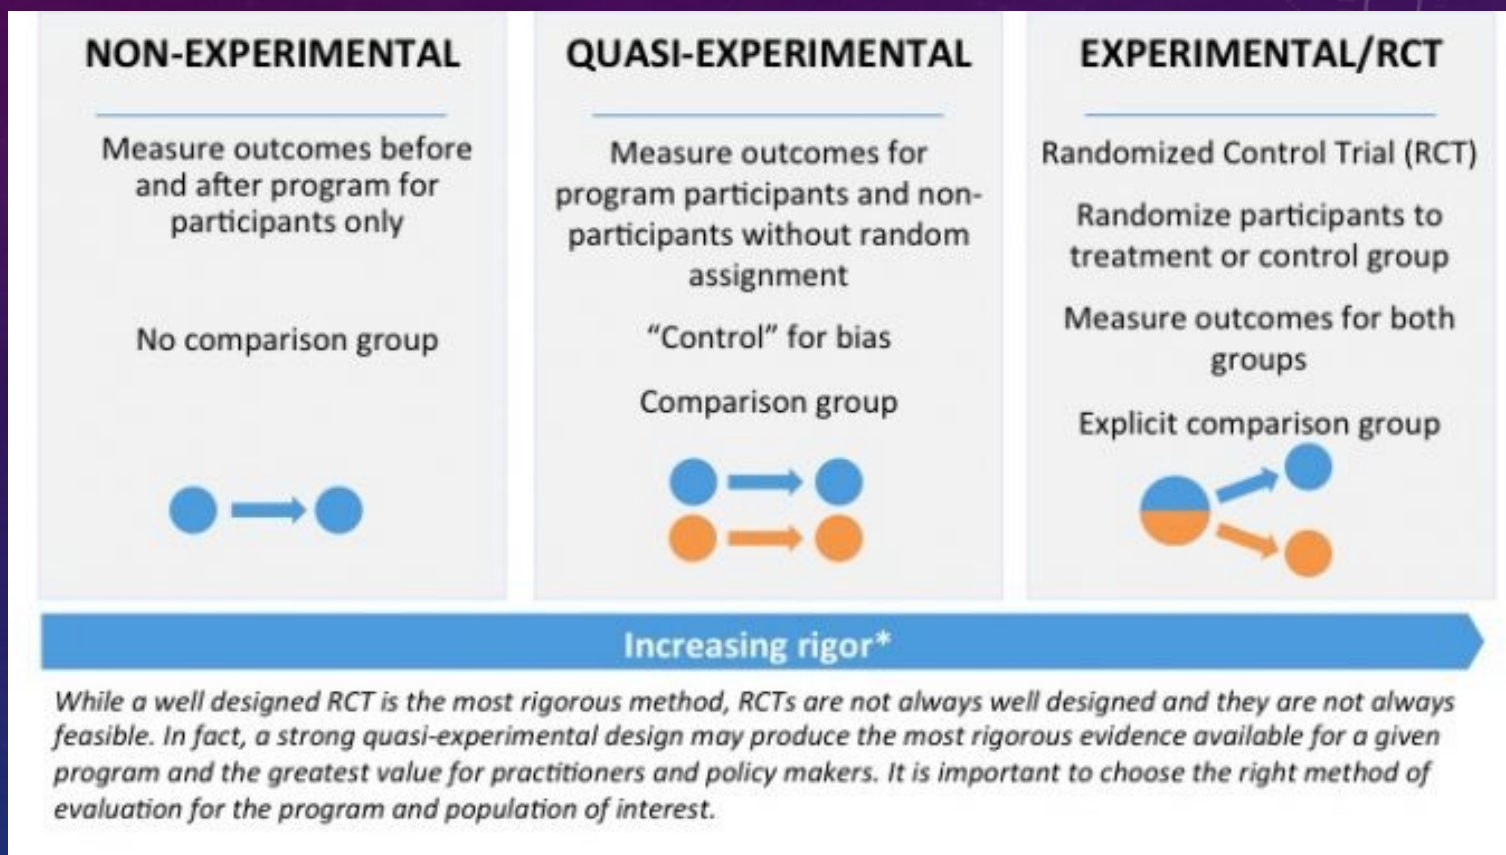 NON-EXPERIMENTAL
Measure outcomes before
and after program for
participants only
No comparison group
QUASI-EXPERIMENTAL
Measure outcomes for
program participants and non-
participants without random
assignment
“Control” for bias
Comparison group
EXPERIMENTAL/RCT
Randomized Control Trial (RCT)
Randomize participants to
treatment or control group
Measure outcomes for both
groups
Explicit comparison group
Increasing rigor*
While a well designed RCT is the most rigorous method, RCTs are not always well designed and they are not always
feasible. In fact, a strong quasi-experimental design may produce the most rigorous evidence available for a given
program and the greatest value for practitioners and policy makers. It is important to choose the right method of
evaluation for the program and population of interest.